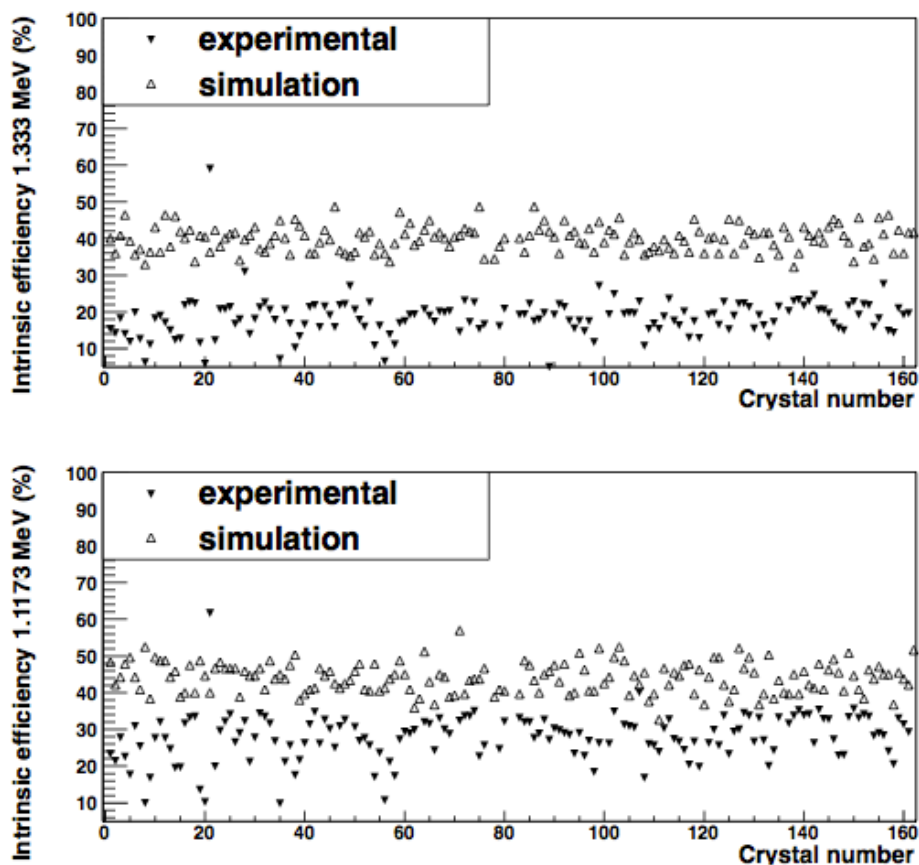 Intrinsic efficiency 1.333 MeV (%)
100
90
80
70
60
50
40
30
20
10
experimental
simulation
0 20 40 60 80 100 120 140 160
Crystal number
Intrinsic efficiency 1.1173 MeV (%)
100
90
80
70
60
50
40
30
20
10
experimental
simulation
0 20 40 60 80 100 120 140 160
Crystal number